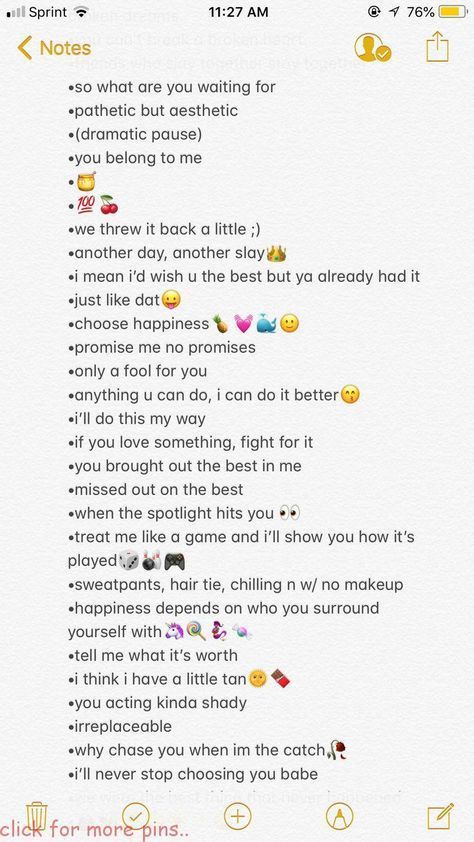 Sprint 11:27 AM 76%
Notes
•so what are you waiting for
•pathetic but aesthetic
•(dramatic pause)
•you belong to me
•🍯
•💯🍒
•we threw it back a little ;)
•another day, another slay👑
•i mean i’d wish u the best but ya already had it
•just like dat😛
•choose happiness🍍💓🐳🙂
•promise me no promises
•only a fool for you
•anything u can do, i can do it better😙
•i’ll do this my way
•if you love something, fight for it
•you brought out the best in me
•missed out on the best
•when the spotlight hits you 👀
•treat me like a game and i’ll show you how it’s
played🎲🎳🎮
•sweatpants, hair tie, chilling n w/ no makeup
•happiness depends on who you surround
yourself with🦄🍭🧜‍♀️🍬
•tell me what it’s worth
•i think i have a little tan🌞🍫
•you acting kinda shady
•irreplaceable
•why chase you when im the catch🥀
•i’ll never stop choosing you babe
click for more pins..